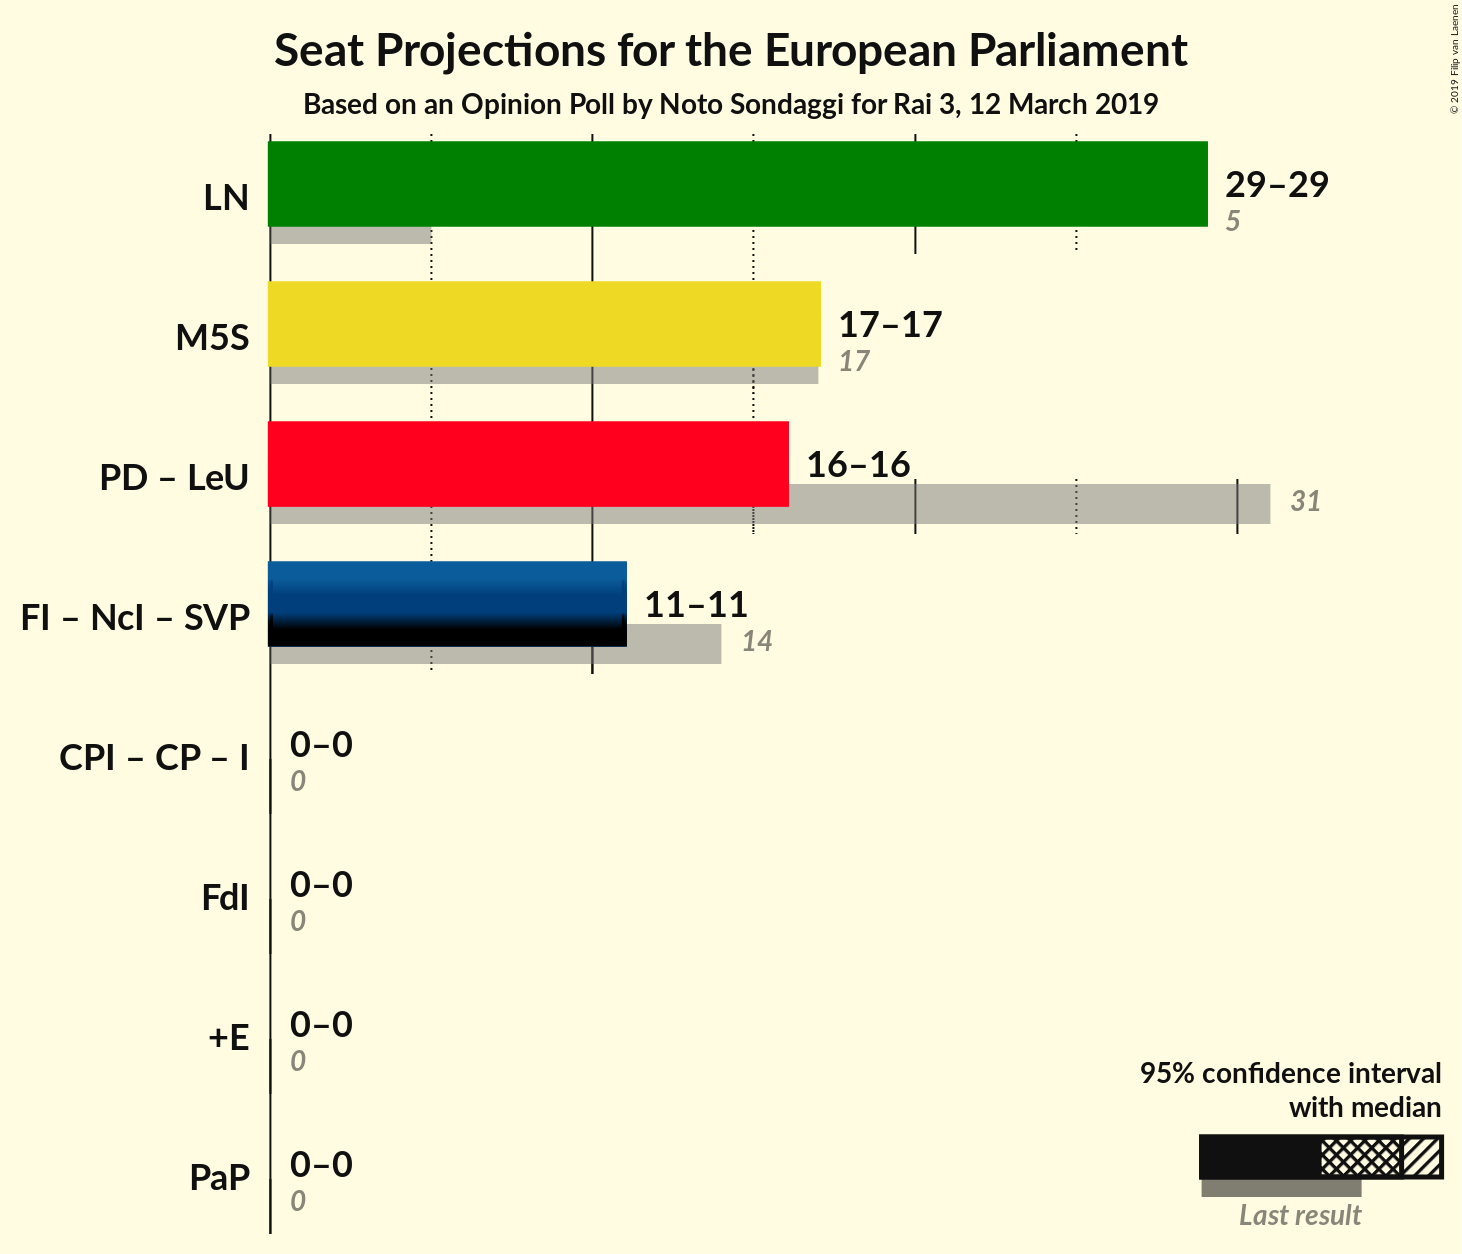 Seat Projections for the European Parliament
Based on an Opinion Poll by Noto Sondaggi for Rai 3, 12 March 2019
© 2019 Filip van Laenen
LN
29–29
5
M5S
17–17
17
PD – LeU
16–16
31
FI – NcI – SVP
11–11
14
CPI – CP – I
0–0
0
FdI
0–0
0
+E
0–0
0
PaP
0–0
0
95% confidence interval
with median
Last result